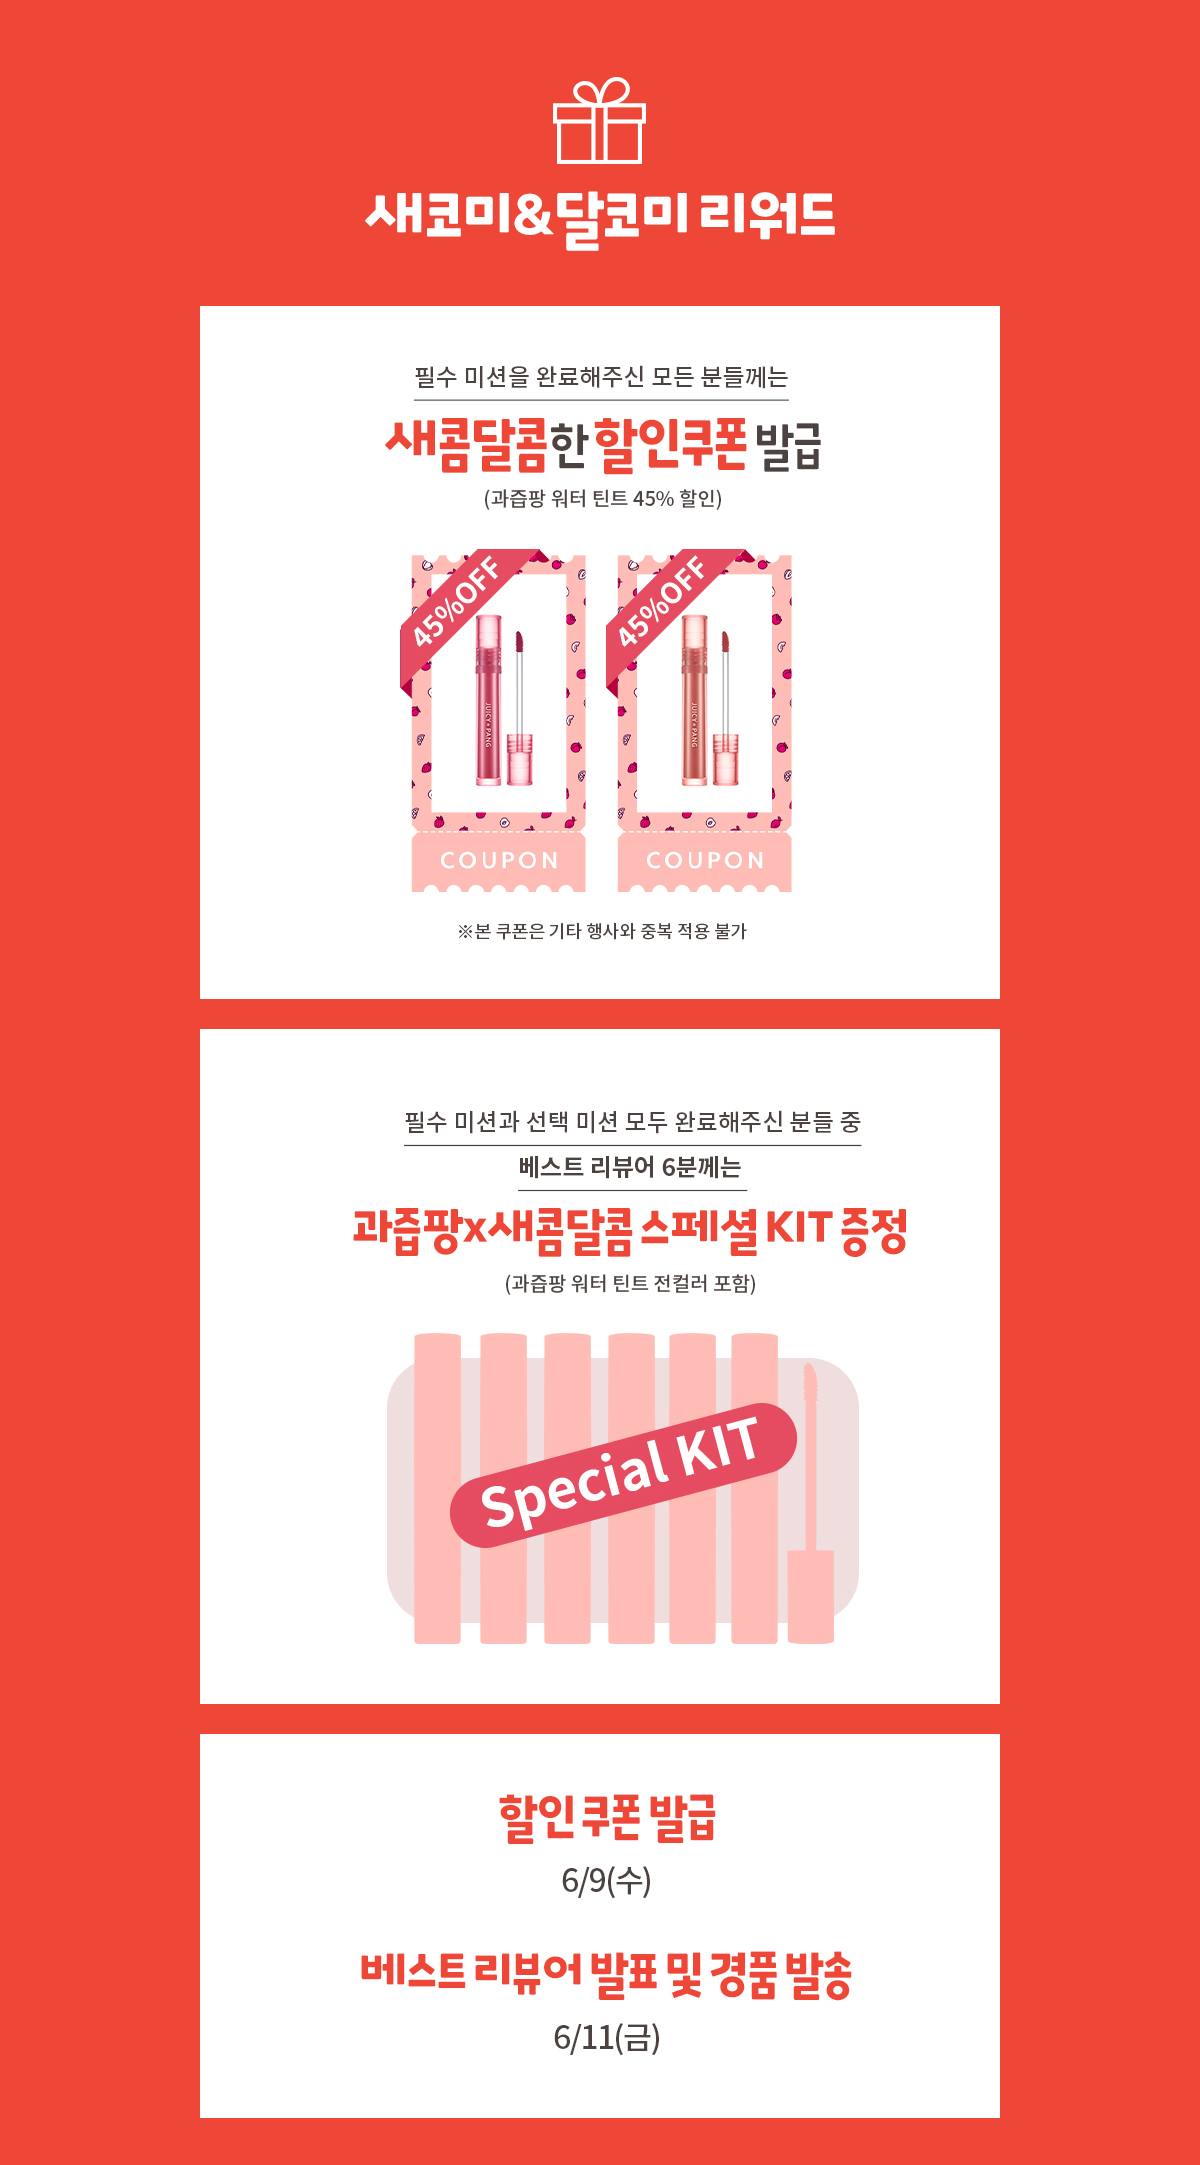 새코미&달코미 리워드
필수 미션을 완료해주신 모든 분들께는
새콤달콤한 할인쿠폰 발급
(과즙팡 워터 틴트 45% 할인)
45%OFF
45%OFF
JUICY-PANG
JUICY-PANG
COUPON
COUPON
※본 쿠폰은 기타 행사와 중복 적용 불가
필수 미션과 선택 미션 모두 완료해주신 분들 중
베스트 리뷰어 6분께는
과즙팡x새콤달콤 스페셜 KIT 증정
(과즙팡 워터 틴트 전컬러 포함)
Special KIT
할인 쿠폰 발급
6/9(수)
베스트 리뷰어 발표 및 경품 발송
6/11(금)